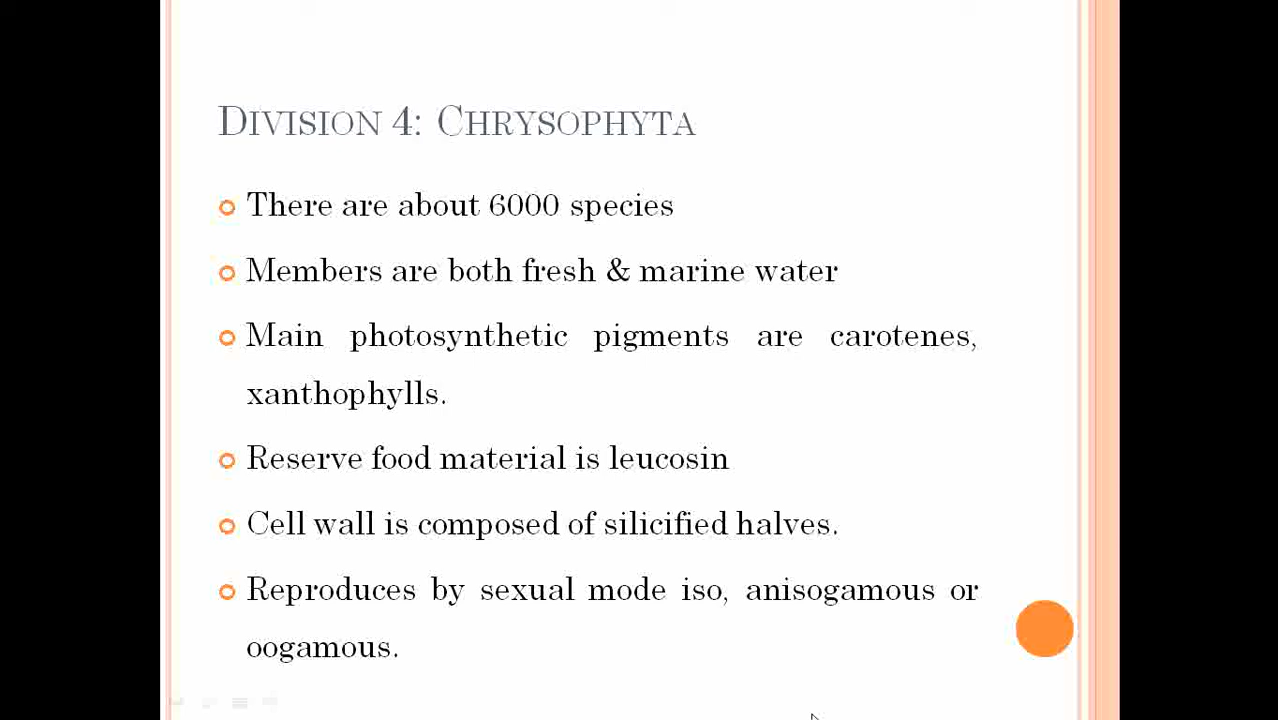 DIVISION 4: CHRYSOPHYTA
There are about 6000 species
Members are both fresh & marine water
Main photosynthetic pigments are carotenes,
xanthophylls.
Reserve food material is leucosin
Cell wall is composed of silicified halves.
Reproduces by sexual mode iso, anisogamous or
oogamous.